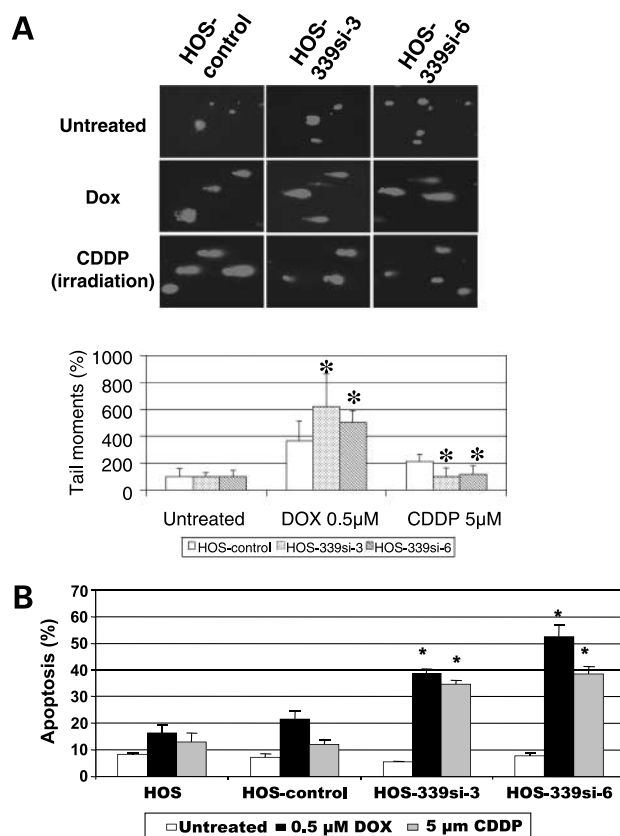 A
HOS-control
HOS-339si-3
HOS-339si-6
Untreated
Dox
CDDP
(irradiation)
Tail moments (%)
1000
800
600
400
200
0
*
*
*
*
Untreated
DOX 0.5µM
CDDP 5µM
HOS-control
HOS-339si-3
HOS-339si-6
B
Apoptosis (%)
70
60
50
40
30
20
10
0
*
*
*
*
HOS
HOS-control
HOS-339si-3
HOS-339si-6
Untreated
0.5 µM DOX
5 µm CDDP